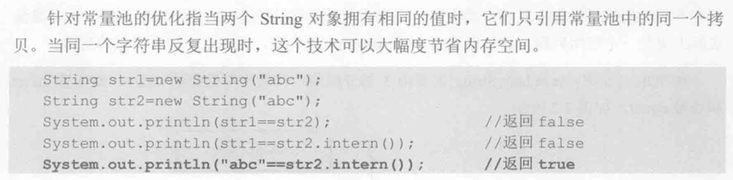 针对常量池的优化指当两个 String 对象拥有相同的值时，它们只引用常量池中的同一个拷
贝。当同一个字符串反复出现时，这个技术可以大幅度节省内存空间。
String str1=new String("abc");
String str2=new String("abc");
System.out.println(str1==str2); //返回 false
System.out.println(str1==str2.intern()); //返回 false
System.out.println("abc"==str2.intern()); //返回 true